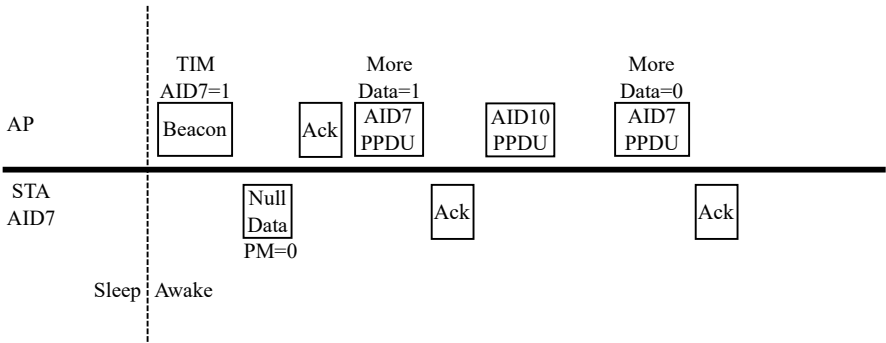 TIM
AID7=1
More
Data=1
More
Data=0
AP
Beacon
Ack
AID7
PPDU
AID10
PPDU
AID7
PPDU
STA
AID7
Null
Data
PM=0
Ack
Ack
Sleep
Awake